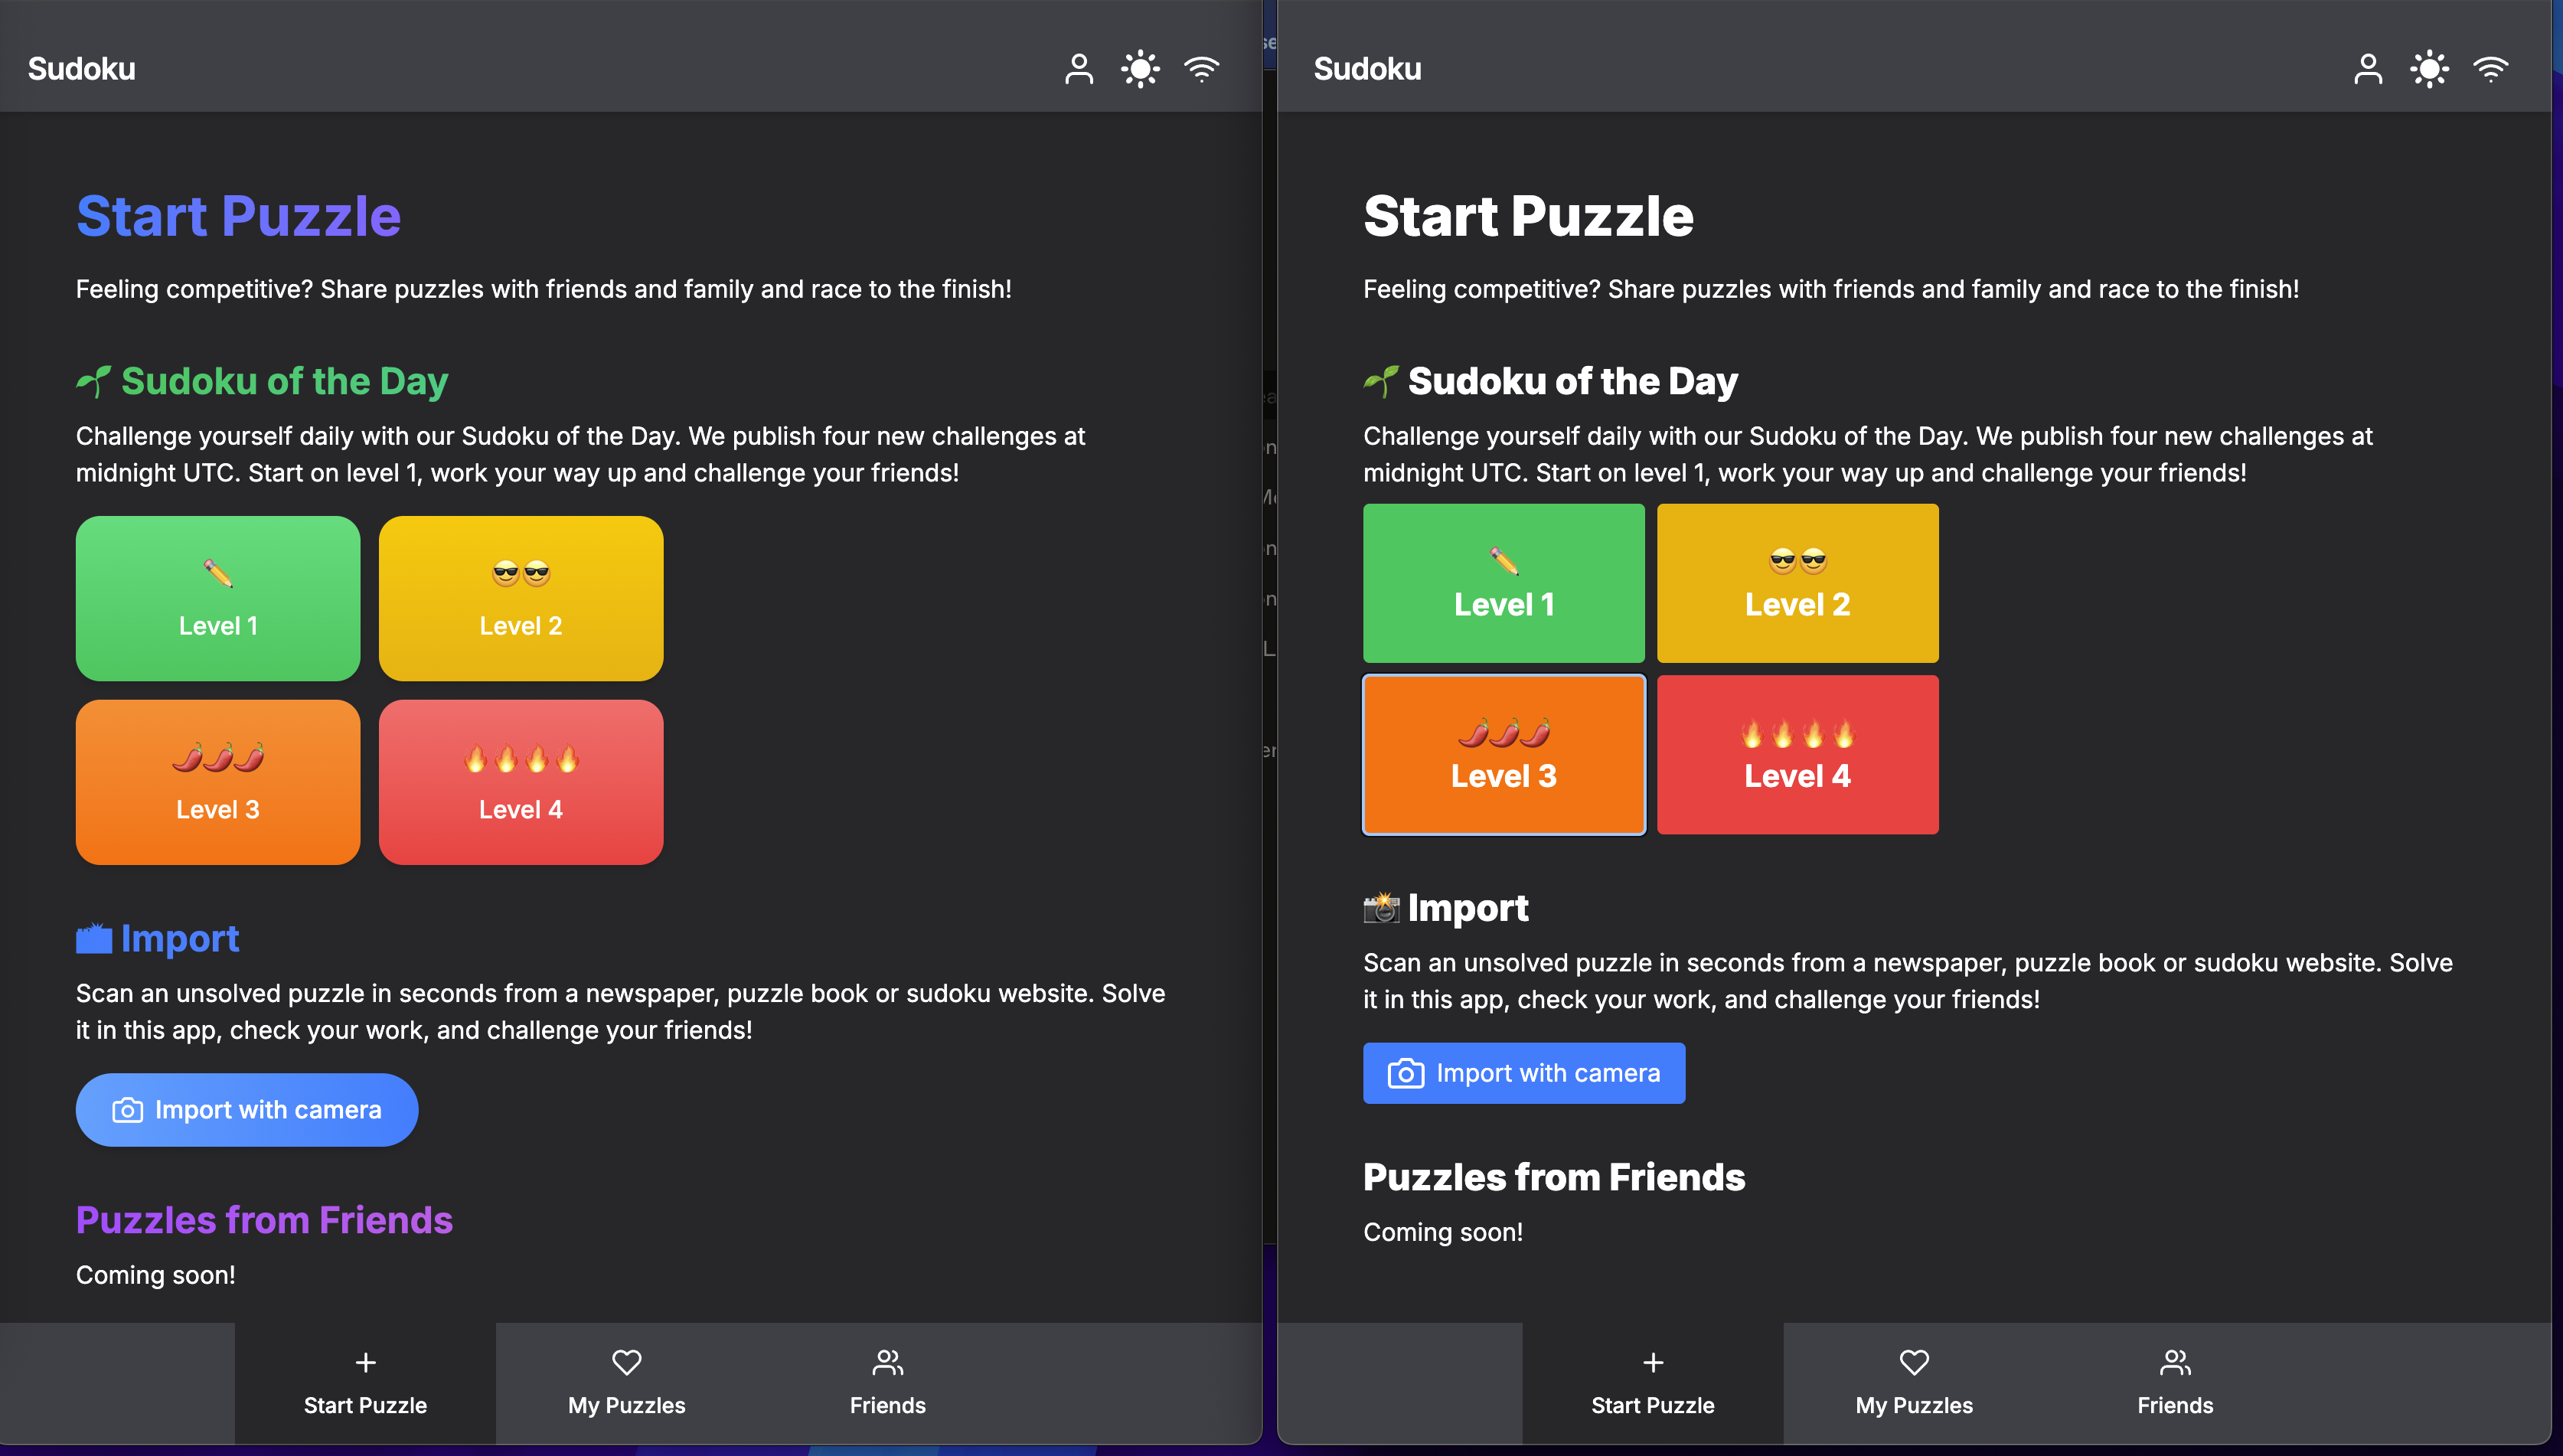 Sudoku
Start Puzzle
Feeling competitive? Share puzzles with friends and family and race to the finish!
🌱 Sudoku of the Day
Challenge yourself daily with our Sudoku of the Day. We publish four new challenges at
midnight UTC. Start on level 1, work your way up and challenge your friends!
Level 1
Level 2
Level 3
Level 4
Import
Scan an unsolved puzzle in seconds from a newspaper, puzzle book or sudoku website. Solve
it in this app, check your work, and challenge your friends!
Import with camera
Puzzles from Friends
Coming soon!
Start Puzzle
My Puzzles
Friends
Sudoku
Start Puzzle
Feeling competitive? Share puzzles with friends and family and race to the finish!
🌱 Sudoku of the Day
Challenge yourself daily with our Sudoku of the Day. We publish four new challenges at
midnight UTC. Start on level 1, work your way up and challenge your friends!
Level 1
Level 2
Level 3
Level 4
📸 Import
Scan an unsolved puzzle in seconds from a newspaper, puzzle book or sudoku website. Solve
it in this app, check your work, and challenge your friends!
Import with camera
Puzzles from Friends
Coming soon!
Start Puzzle
My Puzzles
Friends